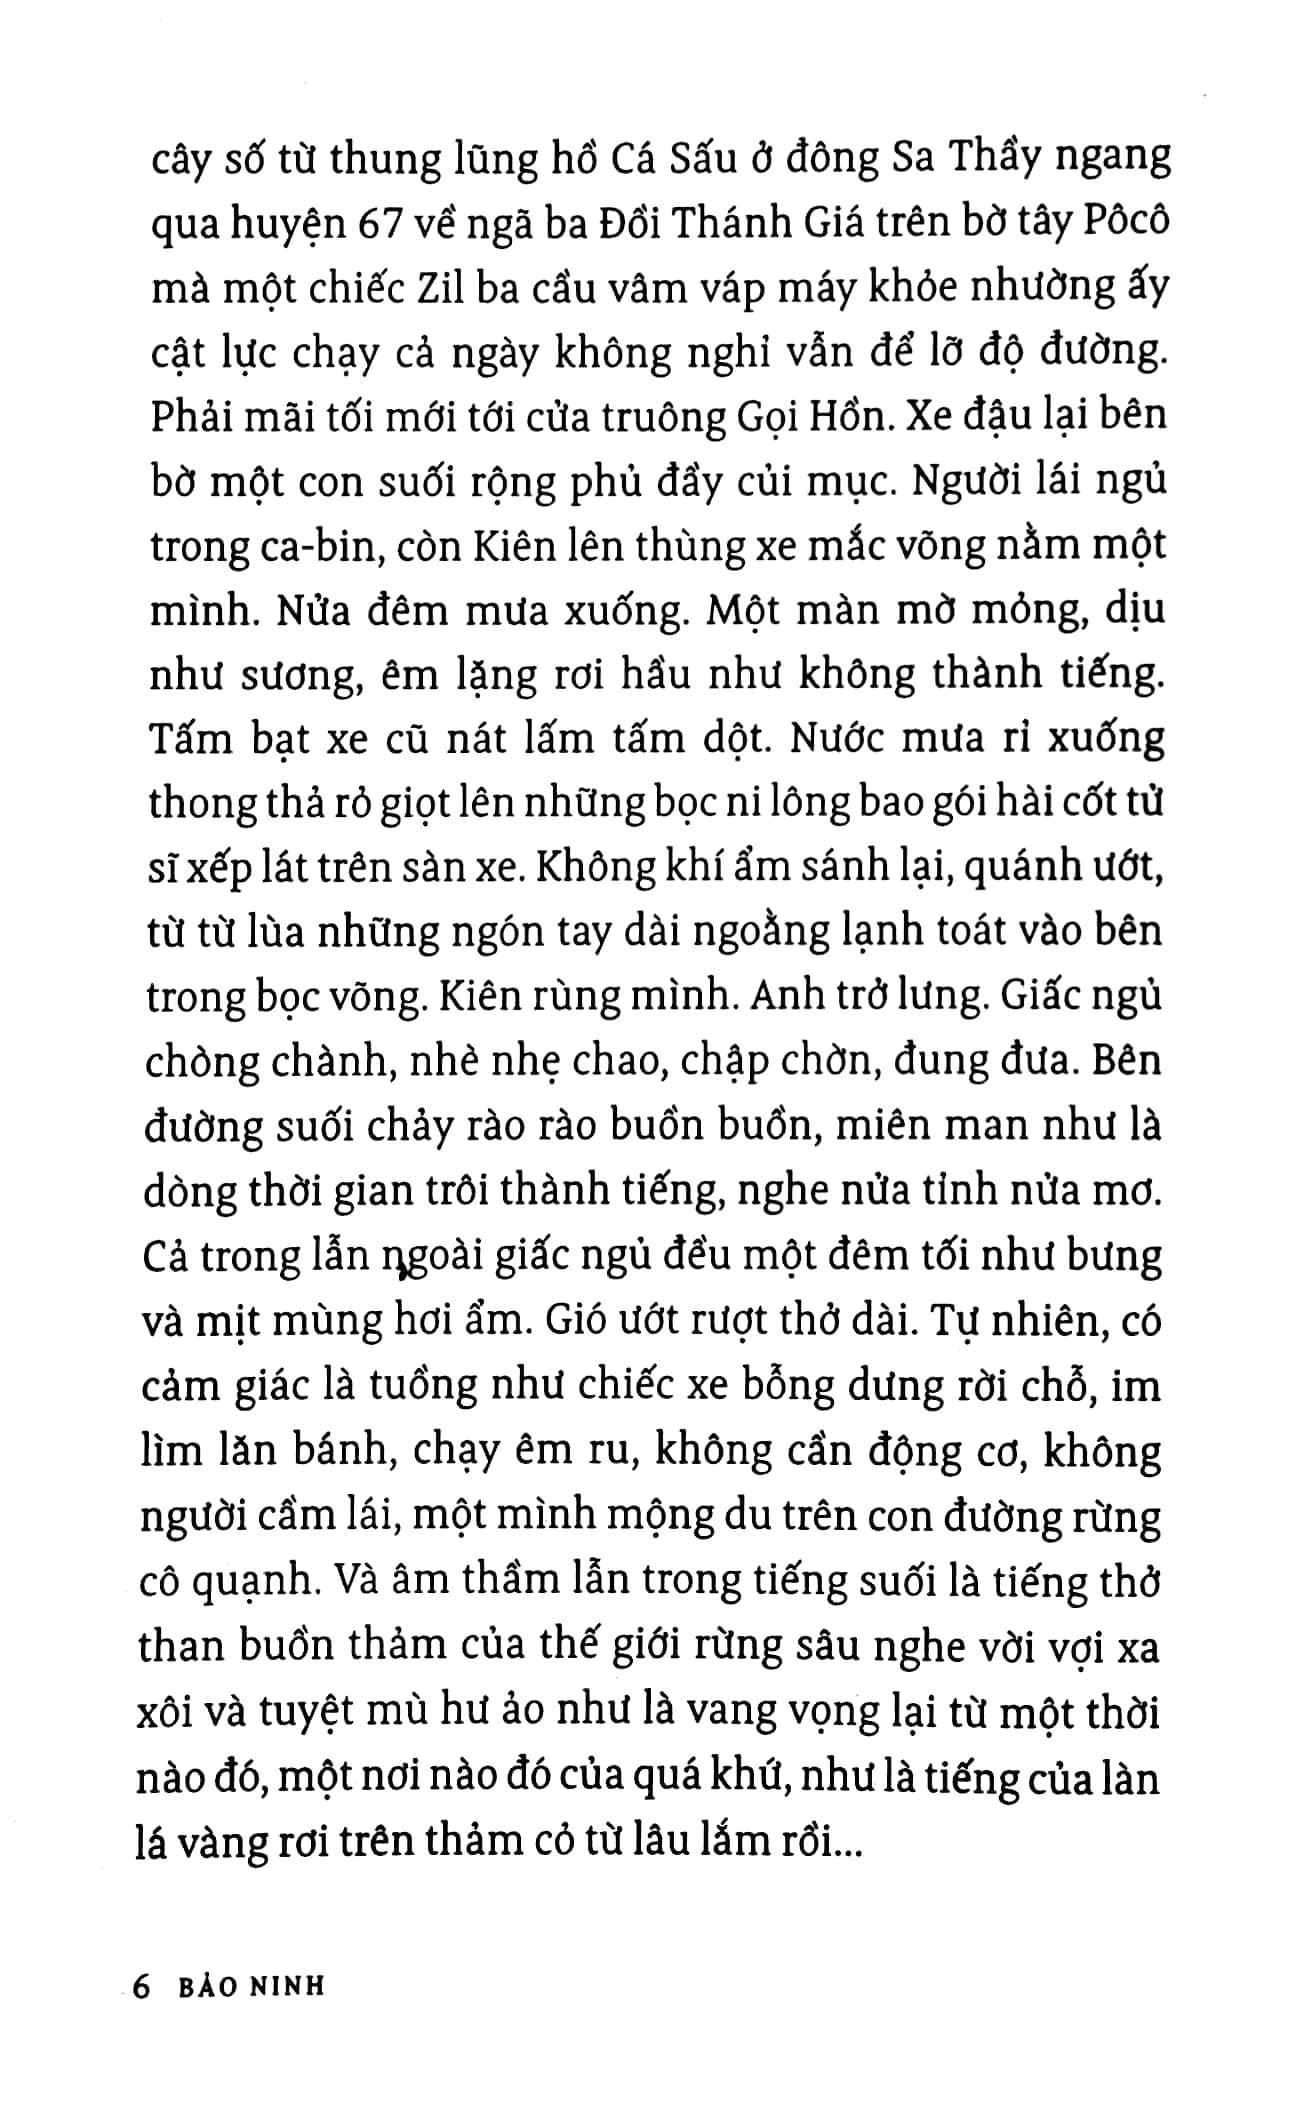 cây số từ thung lũng hồ Cá Sấu ở đông Sa Thầy ngang
qua huyện 67 về ngã ba Đồi Thánh Giá trên bờ tây Pôcô
mà một chiếc Zil ba cầu vâm váp máy khỏe nhường ấy
cật lực chạy cả ngày không nghỉ vẫn để lỡ độ đường.
Phải mãi tối mới tới cửa truông Gọi Hồn. Xe đậu lại bên
bờ một con suối rộng phủ đầy củi mục. Người lái ngủ
trong ca-bin, còn Kiên lên thùng xe mắc võng nằm một
mình. Nửa đêm mưa xuống. Một màn mờ mỏng, dịu
như sương, êm lặng rơi hầu như không thành tiếng.
Tấm bạt xe cũ nát lấm tấm dột. Nước mưa rỉ xuống
thong thả rỏ giọt lên những bọc ni lông bao gói hài cốt tử
sĩ xếp lát trên sàn xe. Không khí ẩm sánh lại, quánh ướt,
từ từ lùa những ngón tay dài ngoằng lạnh toát vào bên
trong bọc võng. Kiên rùng mình. Anh trở lưng. Giấc ngủ
chòng chành, nhè nhẹ chao, chập chờn, đung đưa. Bên
đường suối chảy rào rào buồn buồn, miên man như là
dòng thời gian trôi thành tiếng, nghe nửa tỉnh nửa mơ.
Cả trong lẫn ngoài giấc ngủ đều một đêm tối như bưng
và mịt mùng hơi ẩm. Gió ướt rượt thở dài. Tự nhiên, có
cảm giác là tuồng như chiếc xe bỗng dưng rời chỗ, im
lìm lăn bánh, chạy êm ru, không cần động cơ, không
người cầm lái, một mình mộng du trên con đường rừng
cô quạnh. Và âm thầm lẫn trong tiếng suối là tiếng thở
than buồn thảm của thế giới rừng sâu nghe vời vợi xa
xôi và tuyệt mù hư ảo như là vang vọng lại từ một thời
nào đó, một nơi nào đó của quá khứ, như là tiếng của làn
lá vàng rơi trên thảm cỏ từ lâu lắm rồi...
6 BẢO NINH